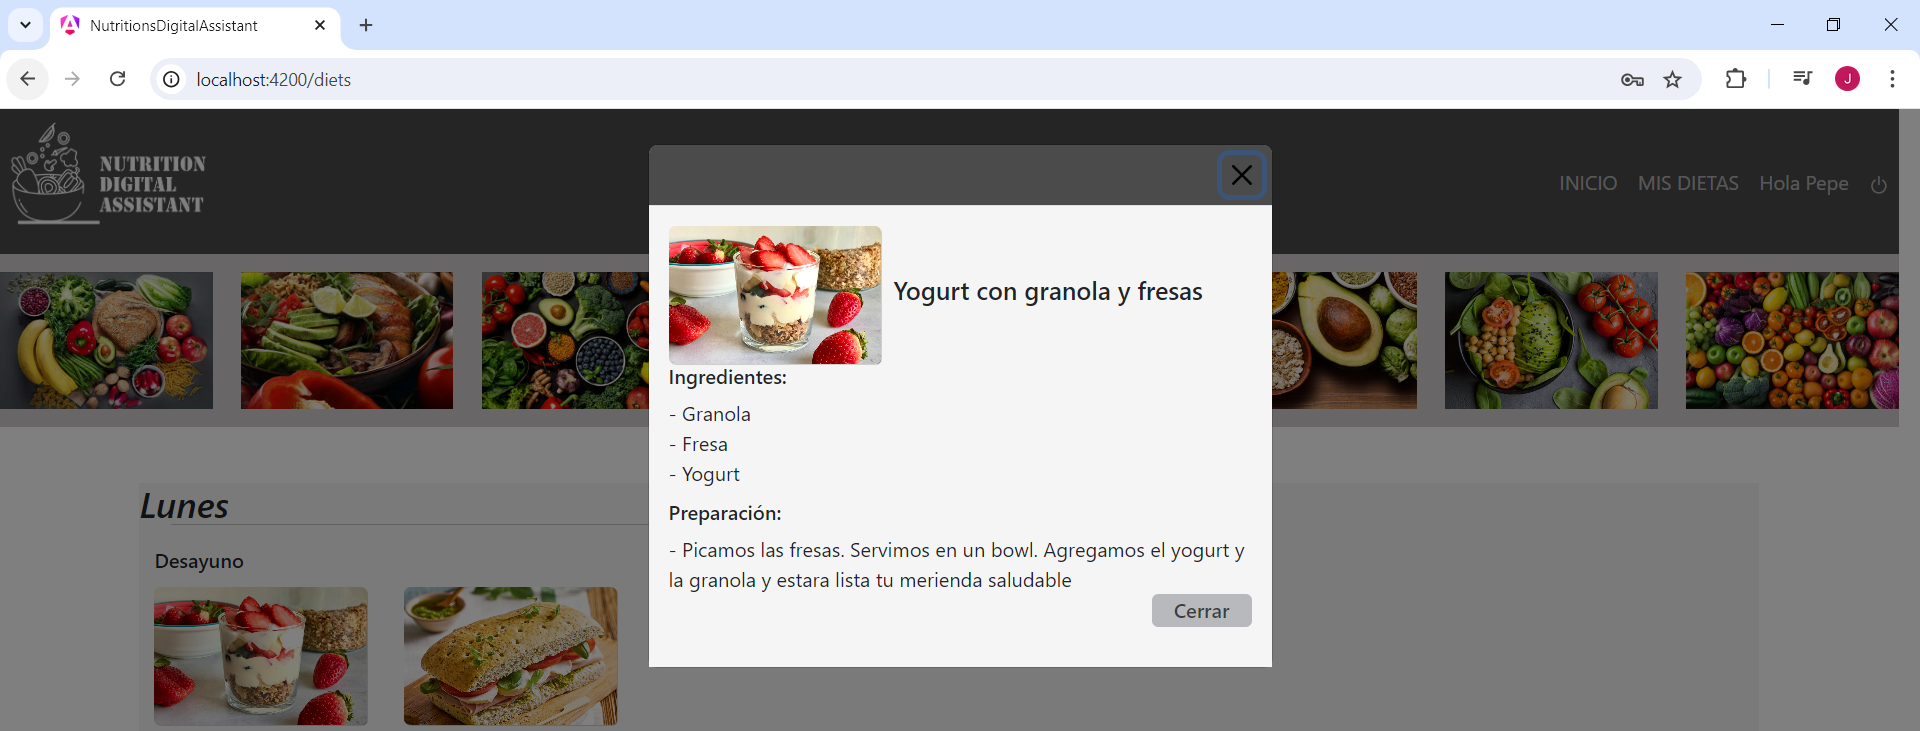 NutritionsDigitalAssistant
localhost:4200/diets
J
NUTRITION
DIGITAL
ASSISTANT
INICIO MIS DIETAS Hola Pepe
Yogurt con granola y fresas
Ingredientes:
- Granola
- Fresa
- Yogurt
Preparación:
- Picamos las fresas. Servimos en un bowl. Agregamos el yogurt y
la granola y estara lista tu merienda saludable
Cerrar
Lunes
Desayuno